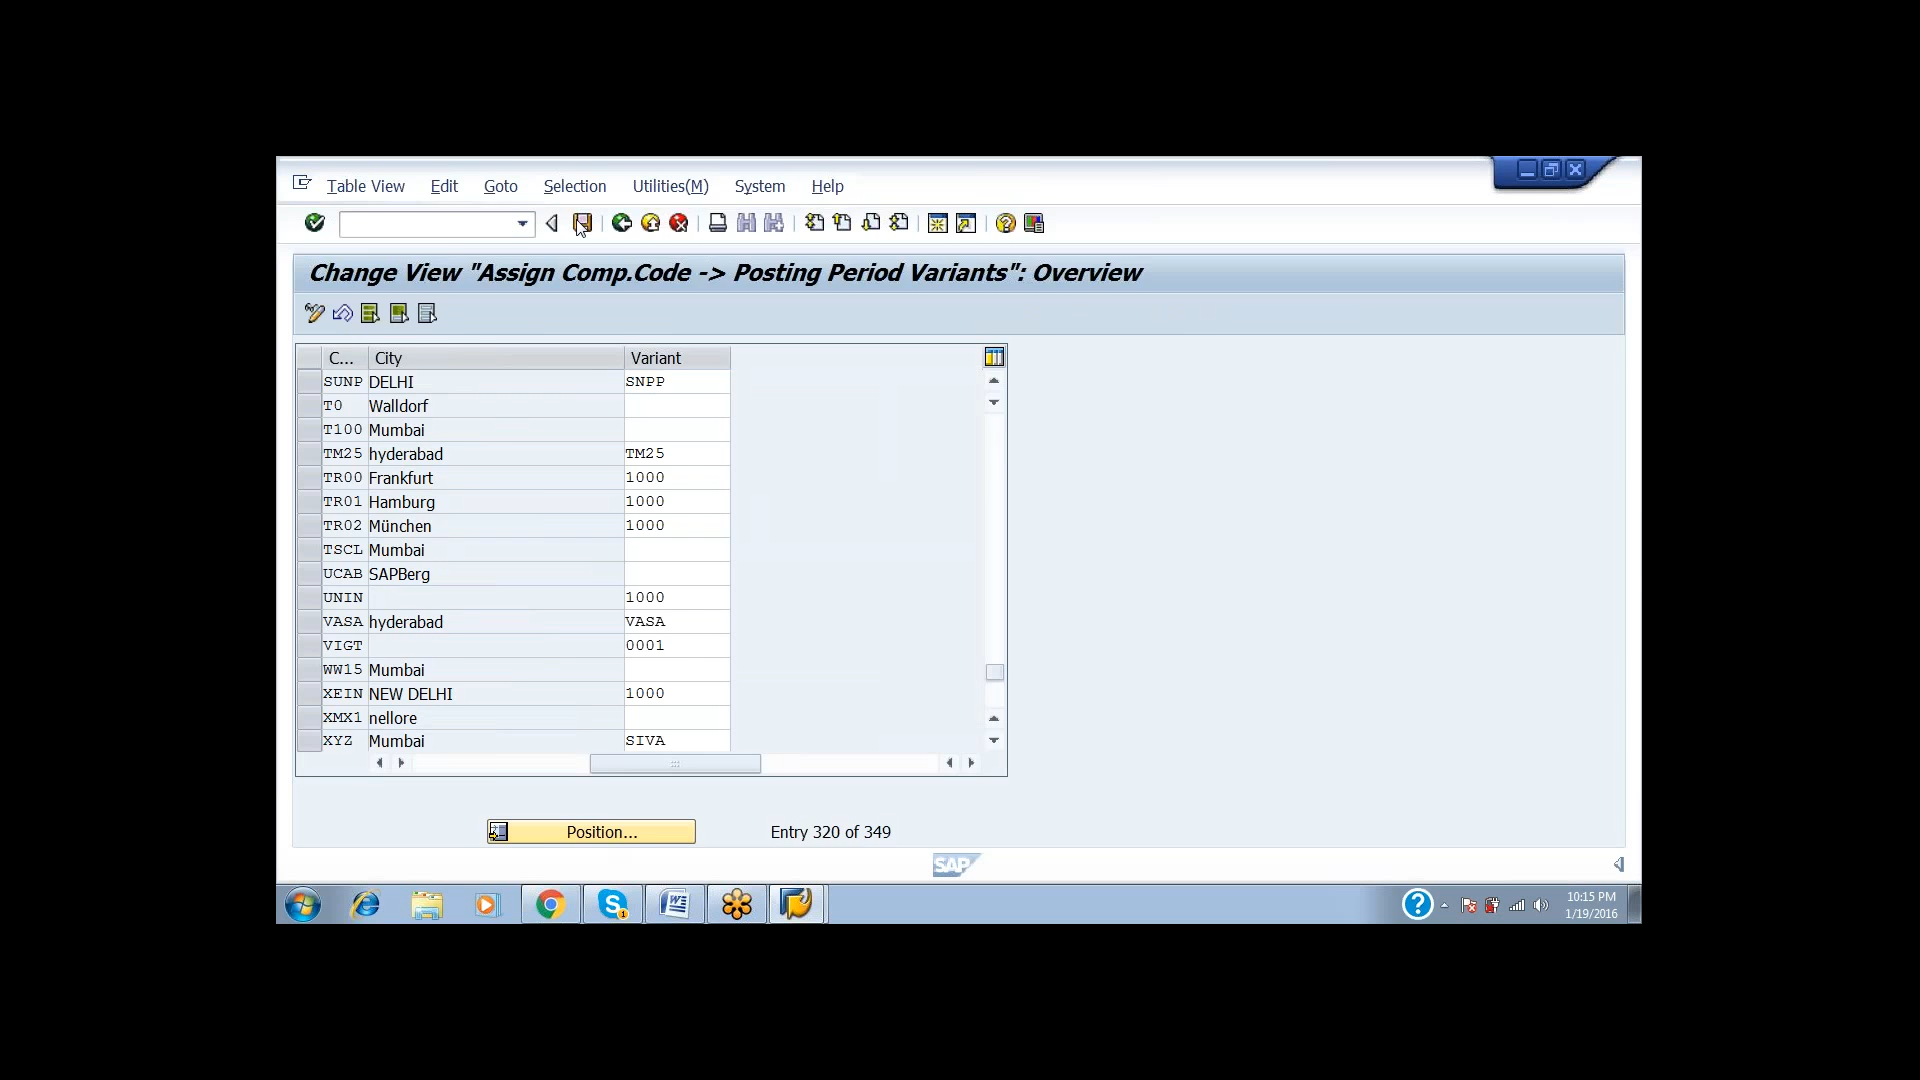 Table View Edit Goto Selection Utilities(M) System Help
Change View "Assign Comp.Code -> Posting Period Variants": Overview
C... City Variant
SUNP DELHI SNPP
T0 Walldorf
T100 Mumbai
TM25 hyderabad TM25
TR00 Frankfurt 1000
TR01 Hamburg 1000
TR02 München 1000
TSCL Mumbai
UCAB SAPBerg
UNIN 1000
VASA hyderabad VASA
VIGT 0001
WW15 Mumbai
XEIN NEW DELHI 1000
XMX1 nellore
XYZ Mumbai SIVA
Position... Entry 320 of 349
SAP
10:15 PM
1/19/2016